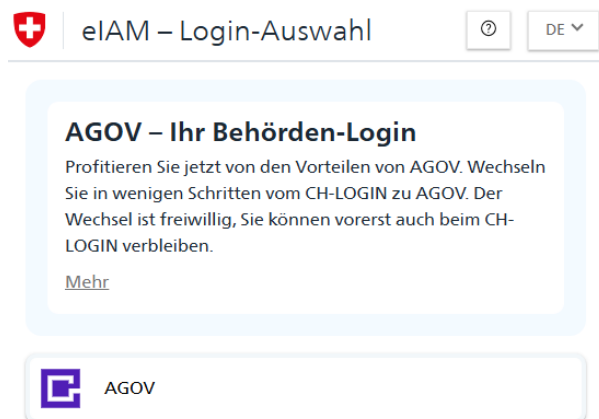 eIAM – Login-Auswahl
DE
AGOV – Ihr Behörden-Login
Profitieren Sie jetzt von den Vorteilen von AGOV. Wechseln
Sie in wenigen Schritten vom CH-LOGIN zu AGOV. Der
Wechsel ist freiwillig, Sie können vorerst auch beim CH-
LOGIN verbleiben.
Mehr
AGOV